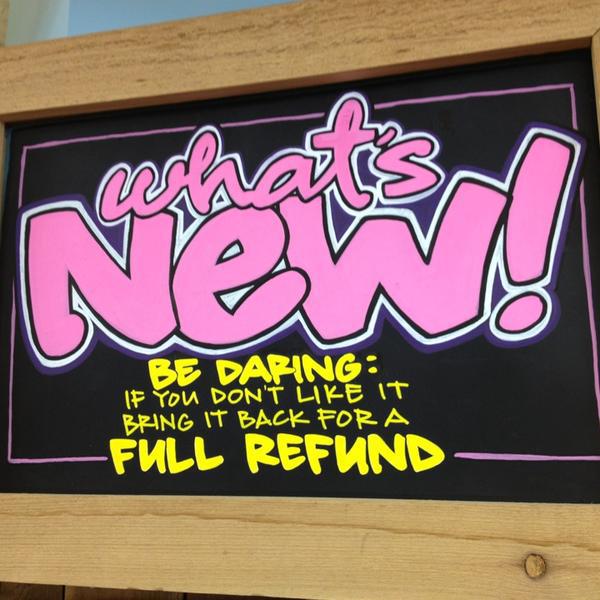 what's
New!
BE DARING:
IF YOU DON'T LIKE IT
BRING IT BACK FOR A
FULL REFUND